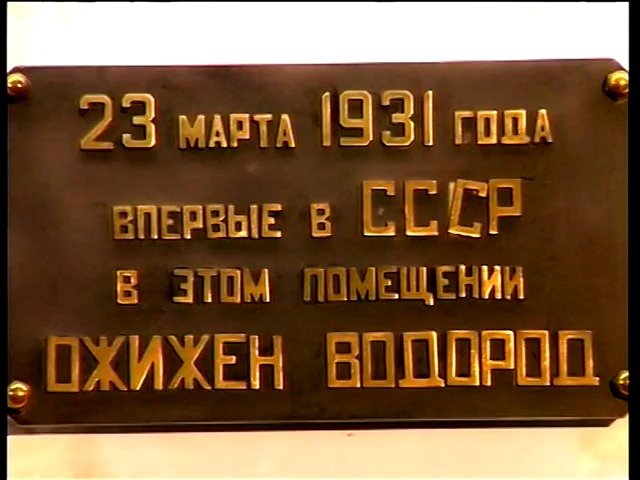 23 МАРТА 1931 ГОДА
ВПЕРВЫЕ В СССР
В ЭТОМ ПОМЕЩЕНИИ
ОЖИЖЕН ВОДОРОД